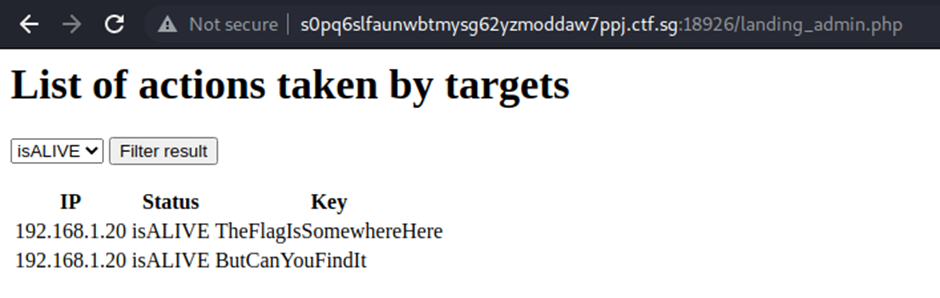 Not secure s0pq6slfaunwbtmysg62yzmoddaw7ppj.ctf.sg:18926/landing_admin.php
List of actions taken by targets
isALIVE Filter result
IP Status Key
192.168.1.20 isALIVE TheFlagIsSomewhereHere
192.168.1.20 isALIVE ButCanYouFindIt